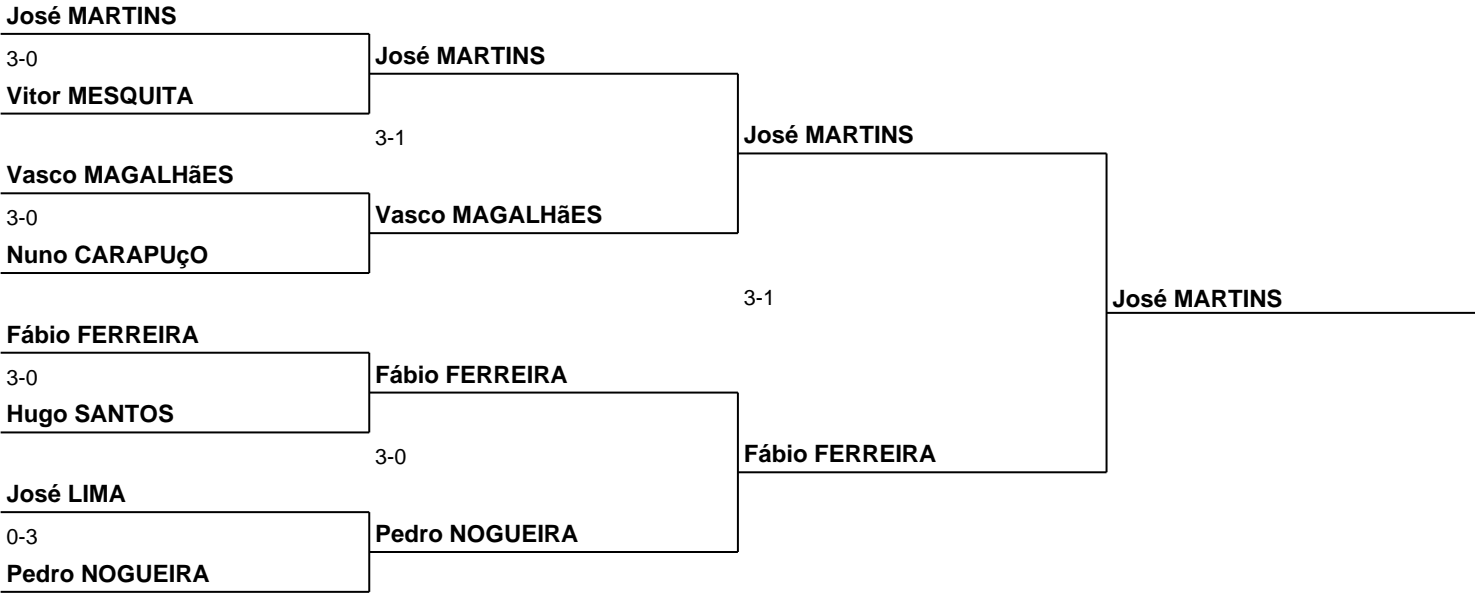 José MARTINS
3-0
José MARTINS
Vitor MESQUITA
3-1
José MARTINS
Vasco MAGALHãES
3-0
Vasco MAGALHãES
Nuno CARAPUçO
3-1
José MARTINS
Fábio FERREIRA
3-0
Fábio FERREIRA
Hugo SANTOS
3-0
Fábio FERREIRA
José LIMA
0-3
Pedro NOGUEIRA
Pedro NOGUEIRA